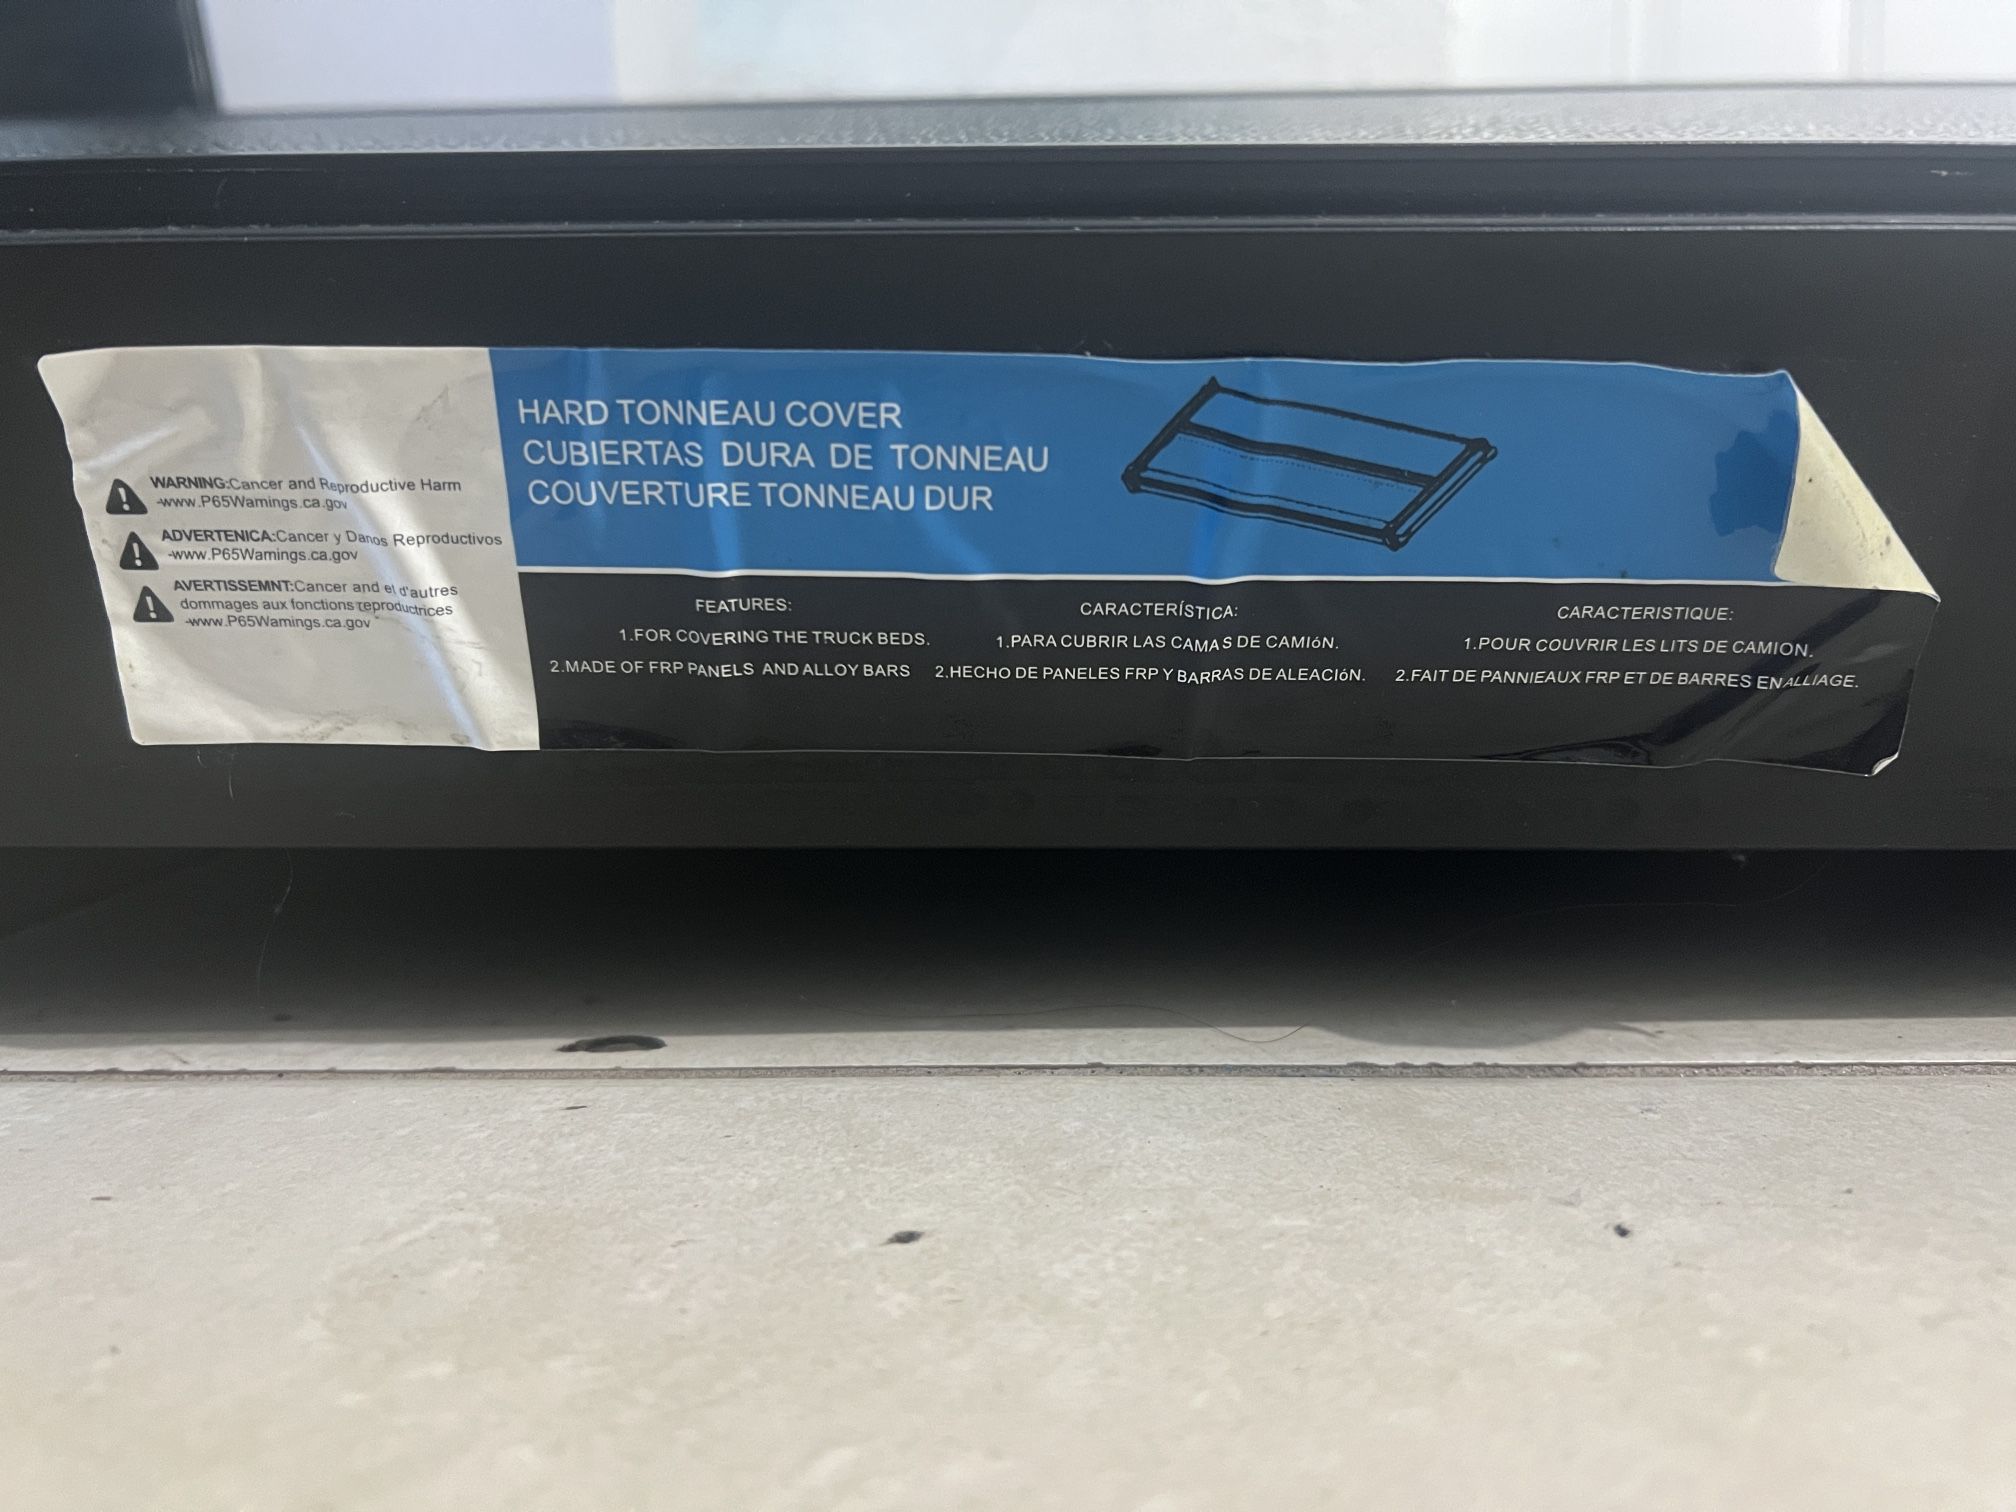 WARNING:Cancer and Reproductive Harm
-www.P65Warnings.ca.gov
ADVERTENICA:Cancer y Danos Reproductivos
-www.P65Warnings.ca.gov
AVERTISSEMNT:Cancer and el d'autres
dommages aux fonctions reproductrices
-www.P65Warnings.ca.gov
HARD TONNEAU COVER
CUBIERTAS DURA DE TONNEAU
COUVERTURE TONNEAU DUR
FEATURES:
1.FOR COVERING THE TRUCK BEDS.
2.MADE OF FRP PANELS AND ALLOY BARS
CARACTERÍSTICA:
1.PARA CUBRIR LAS CAMAS DE CAMIóN.
2.HECHO DE PANELES FRP Y BARRAS DE ALEACIóN.
CARACTERISTIQUE:
1.POUR COUVRIR LES LITS DE CAMION.
2.FAIT DE PANNIEAUX FRP ET DE BARRES EN ALLIAGE.